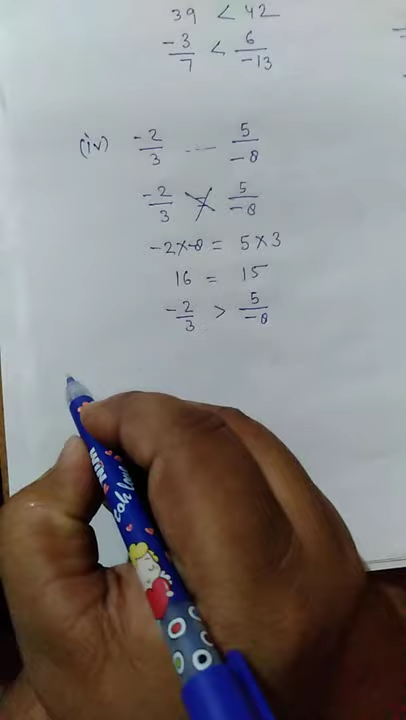 39 < 42
-3/7 < 6/-13
(iv) -2/3 ---- 5/-8
-2/3 × 5/-8
-2×-8 = 5×3
16 = 15
-2/3 > 5/-8
WIN